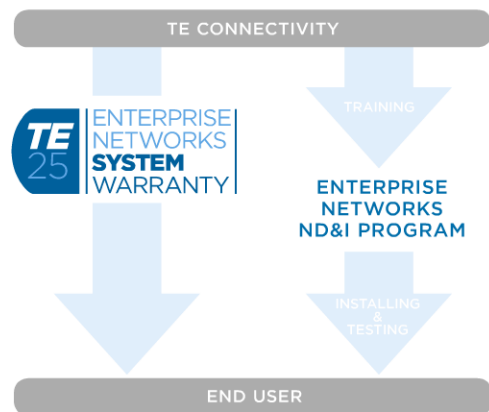 TE CONNECTIVITY
TE
25
ENTERPRISE
NETWORKS
SYSTEM
WARRANTY
TRAINING
ENTERPRISE
NETWORKS
ND&I PROGRAM
INSTALLING
&
TESTING
END USER